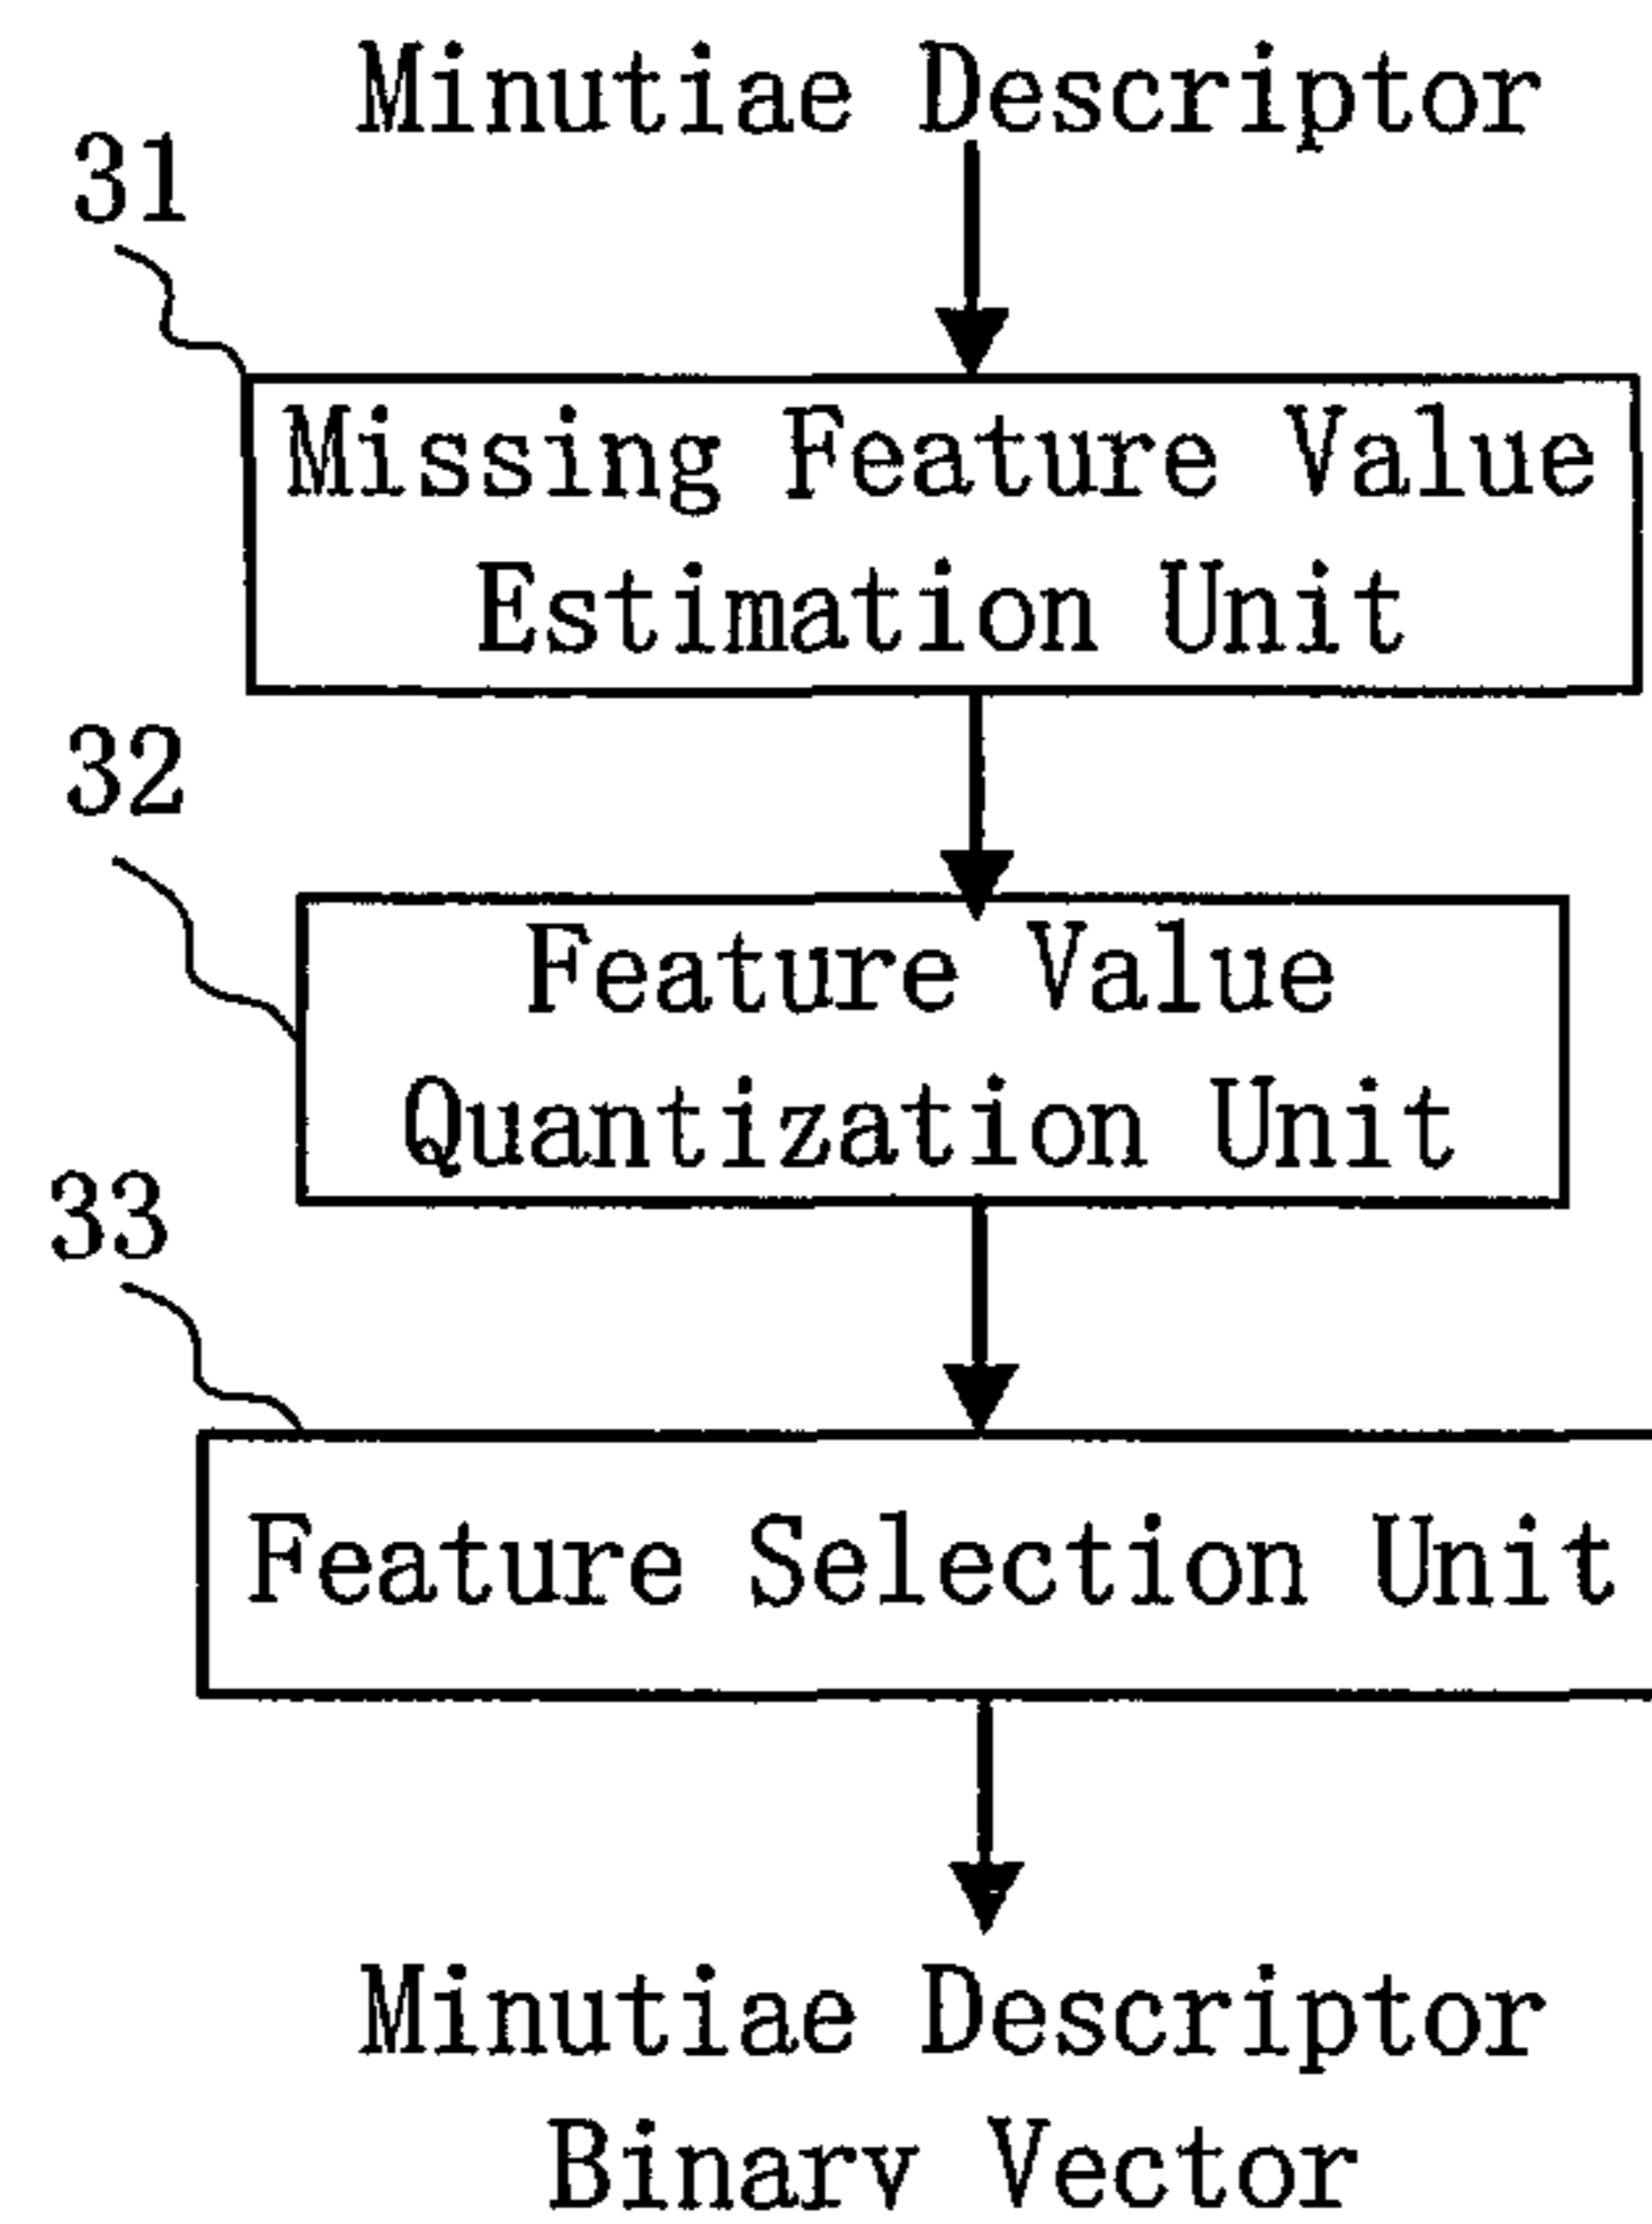 Minutiae Descriptor
31
Missing Feature Value
Estimation Unit
32
Feature Value
Quantization Unit
33
Feature Selection Unit
Minutiae Descriptor
Binary Vector